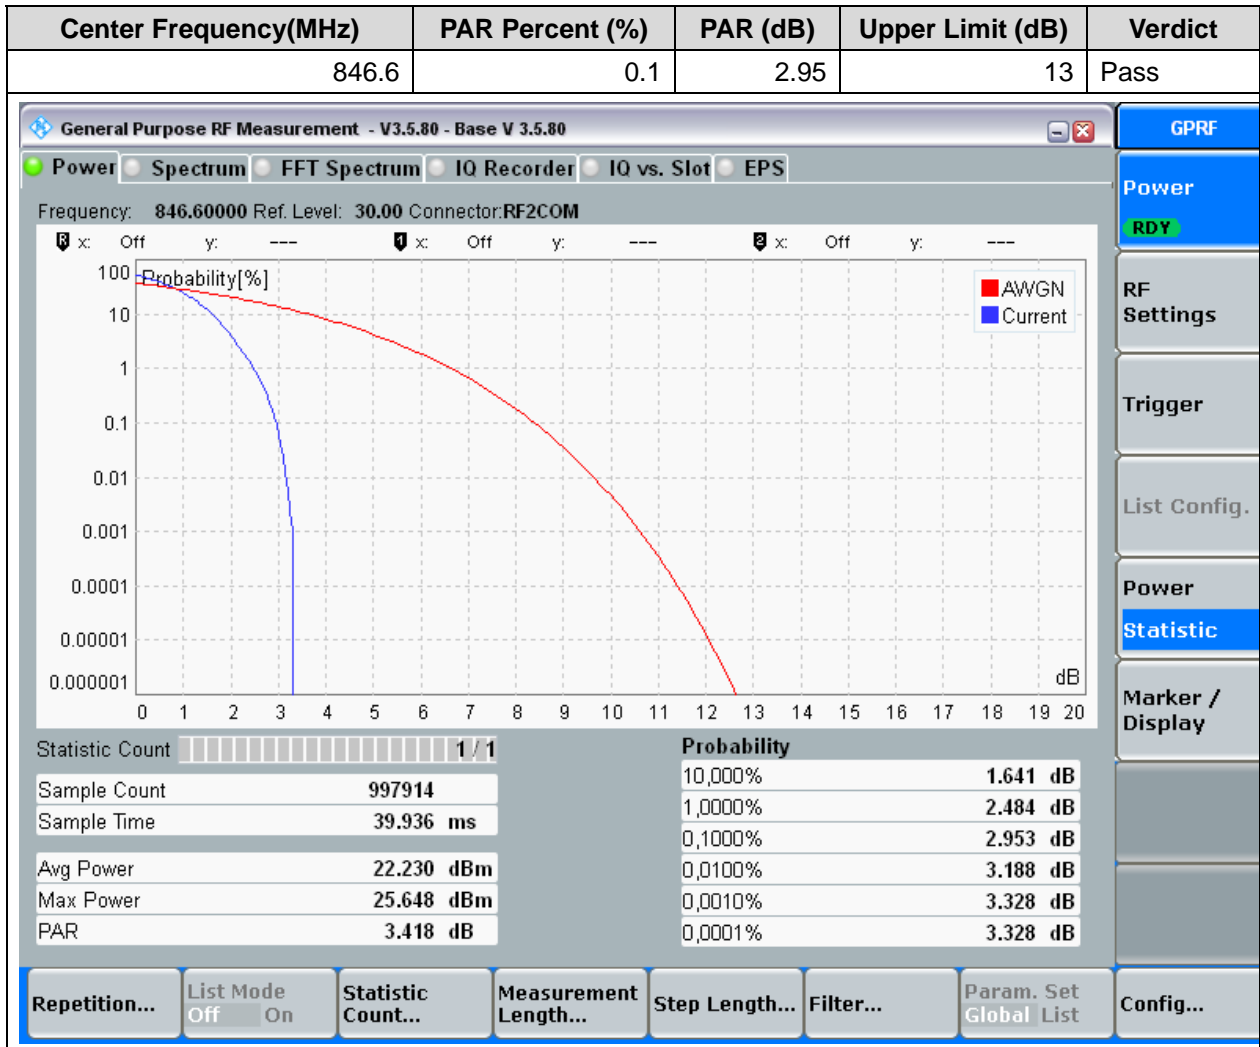 Center Frequency(MHz) PAR Percent (%) PAR (dB) Upper Limit (dB) Verdict
846.6 0.1 2.95 13 Pass
General Purpose RF Measurement - V3.5.80 - Base V 3.5.80
GPRF
Power Spectrum FFT Spectrum IQ Recorder IQ vs. Slot EPS
Frequency: 846.60000 Ref. Level: 30.00 Connector:RF2COM
R x: Off y: --- 1 x: Off y: --- 2 x: Off y: ---
Probability[%]
AWGN
Current
100
10
1
0.1
0.01
0.001
0.0001
0.00001
0.000001
dB
0 1 2 3 4 5 6 7 8 9 10 11 12 13 14 15 16 17 18 19 20
Statistic Count 1 / 1
Sample Count 997914
Sample Time 39.936 ms
Avg Power 22.230 dBm
Max Power 25.648 dBm
PAR 3.418 dB
Probability
10,000% 1.641 dB
1,0000% 2.484 dB
0,1000% 2.953 dB
0,0100% 3.188 dB
0,0010% 3.328 dB
0,0001% 3.328 dB
Power
RDY
RF
Settings
Trigger
List Config.
Power
Statistic
Marker /
Display
Repetition...
List Mode
Off On
Statistic
Count...
Measurement
Length...
Step Length...
Filter...
Param. Set
Global List
Config...